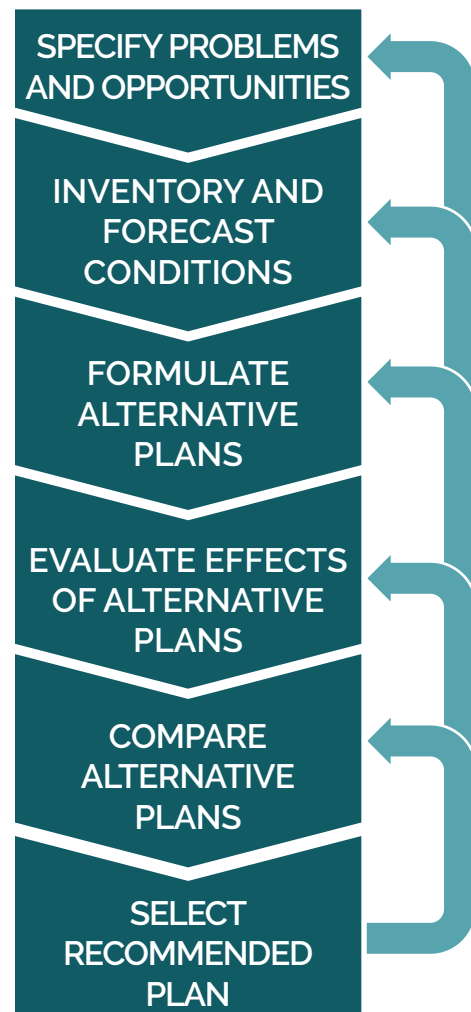 SPECIFY PROBLEMS
AND OPPORTUNITIES
INVENTORY AND
FORECAST
CONDITIONS
FORMULATE
ALTERNATIVE
PLANS
EVALUATE EFFECTS
OF ALTERNATIVE
PLANS
COMPARE
ALTERNATIVE
PLANS
SELECT
RECOMMENDED
PLAN